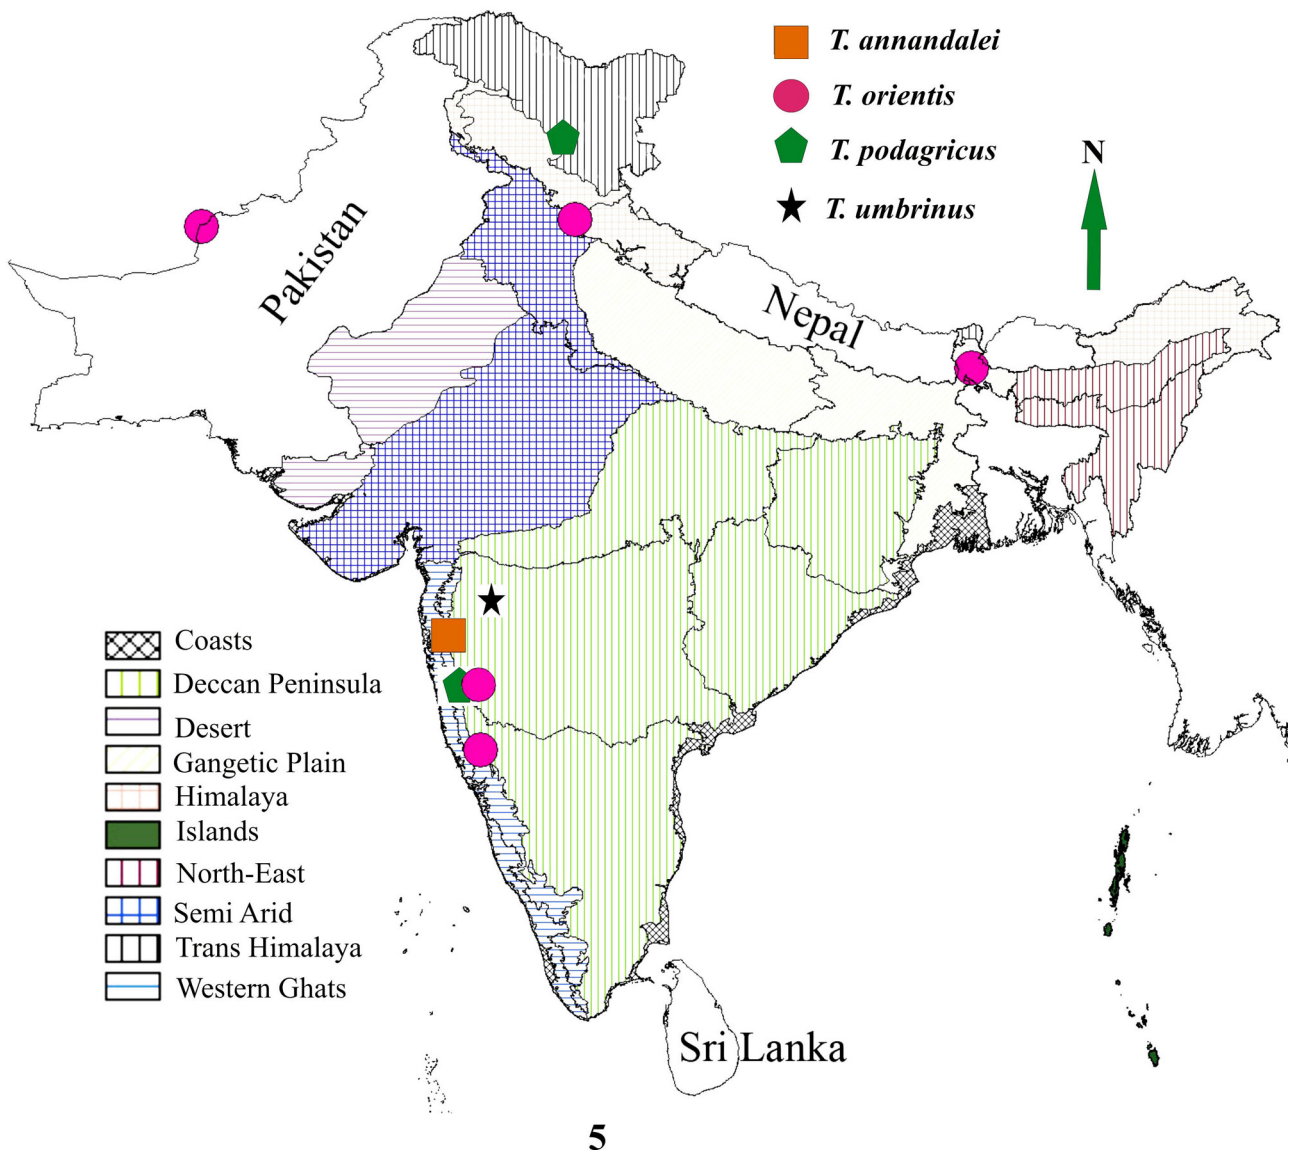 T. annandalei
T. orientis
T. podagricus
T. umbrinus
N
Pakistan
Nepal
Coasts
Deccan Peninsula
Desert
Gangetic Plain
Himalaya
Islands
North-East
Semi Arid
Trans Himalaya
Western Ghats
Sri Lanka
5